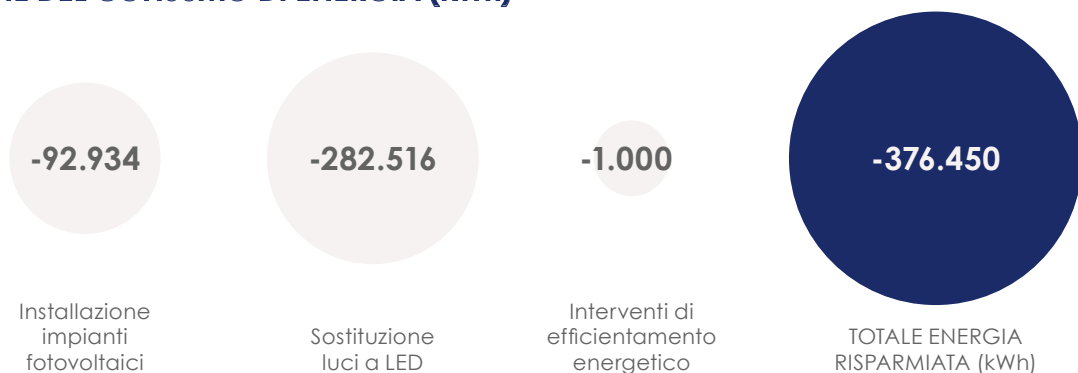 -92.934
-282.516
-1.000
-376.450
Installazione
impianti
fotovoltaici
Sostituzione
luci a LED
Interventi di
efficientamento
energetico
TOTALE ENERGIA
RISPARMIATA (kWh)